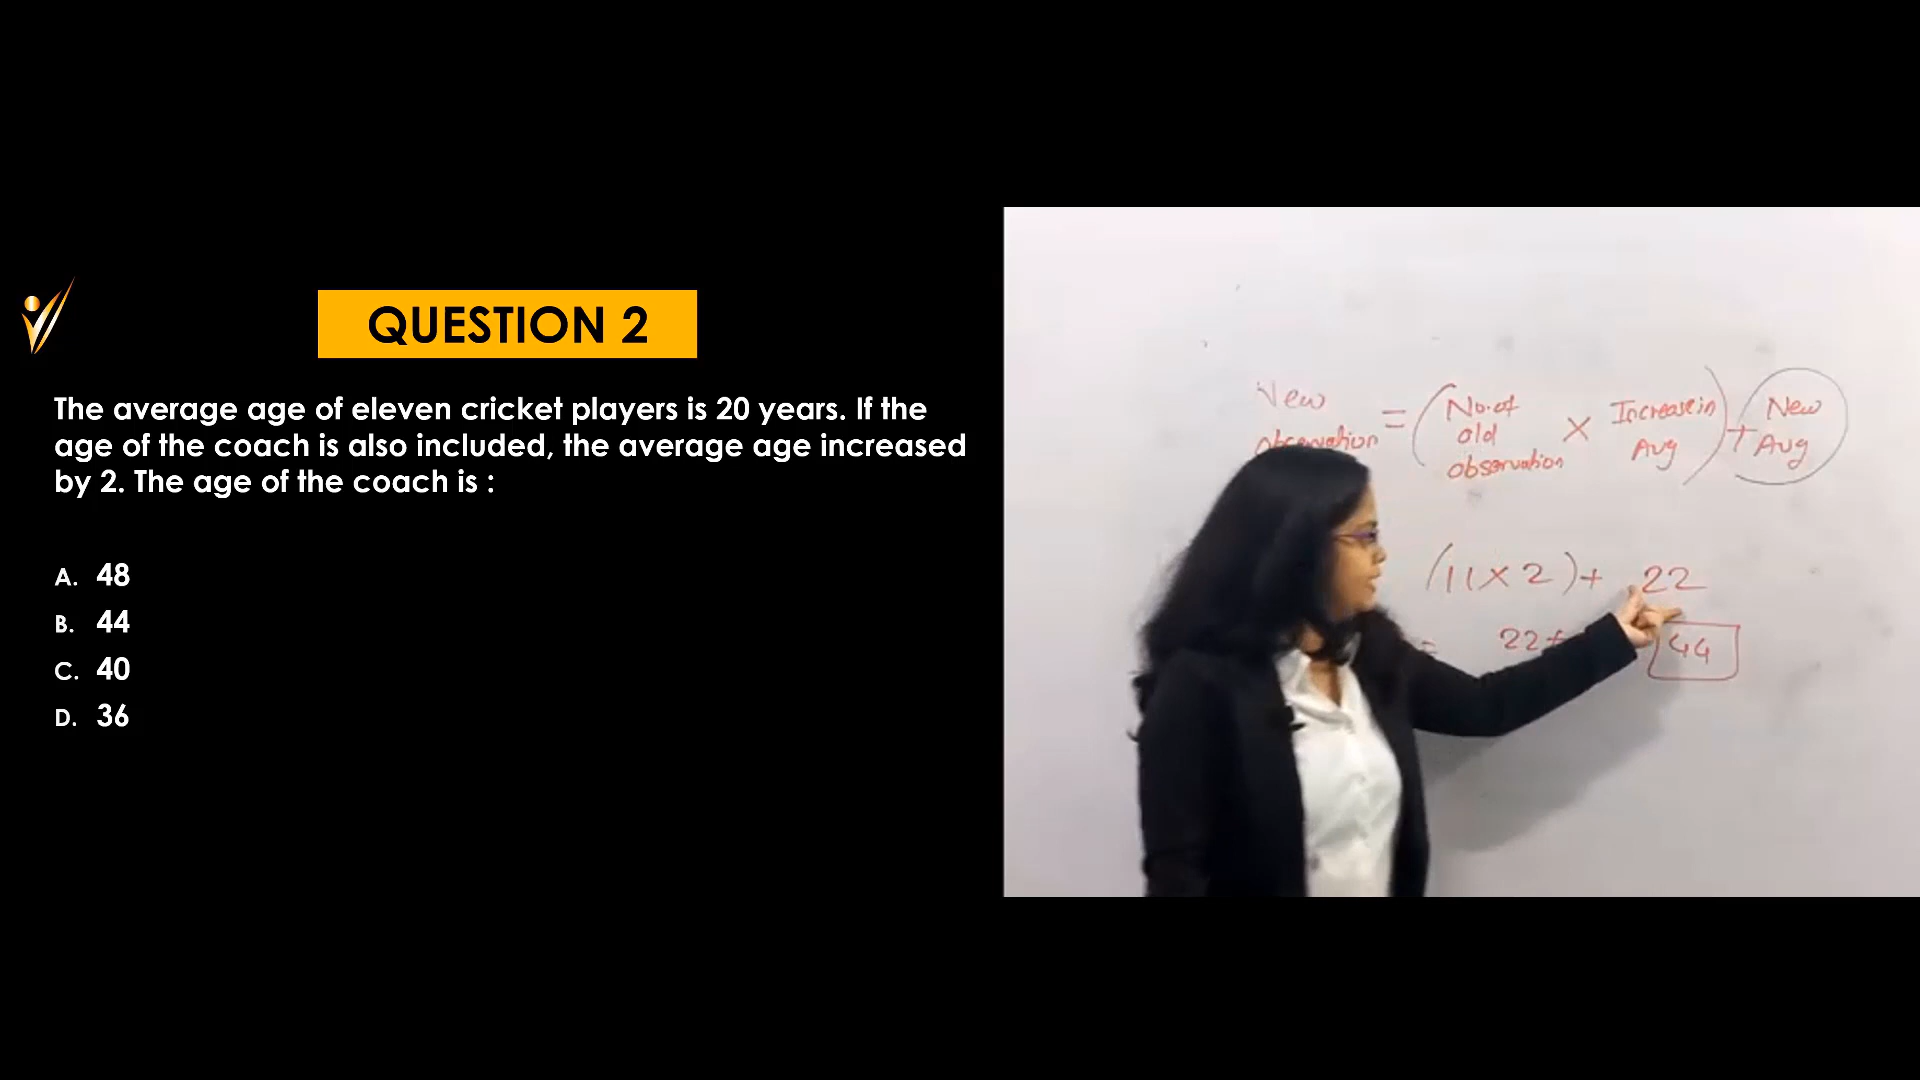 QUESTION 2
The average age of eleven cricket players is 20 years. If the
age of the coach is also included, the average age increased
by 2. The age of the coach is :
A. 48
B. 44
C. 40
D. 36
New observation = (No. of old observation × Increase in Avg) + New Avg
(11 × 2) + 22
= 22 + 44